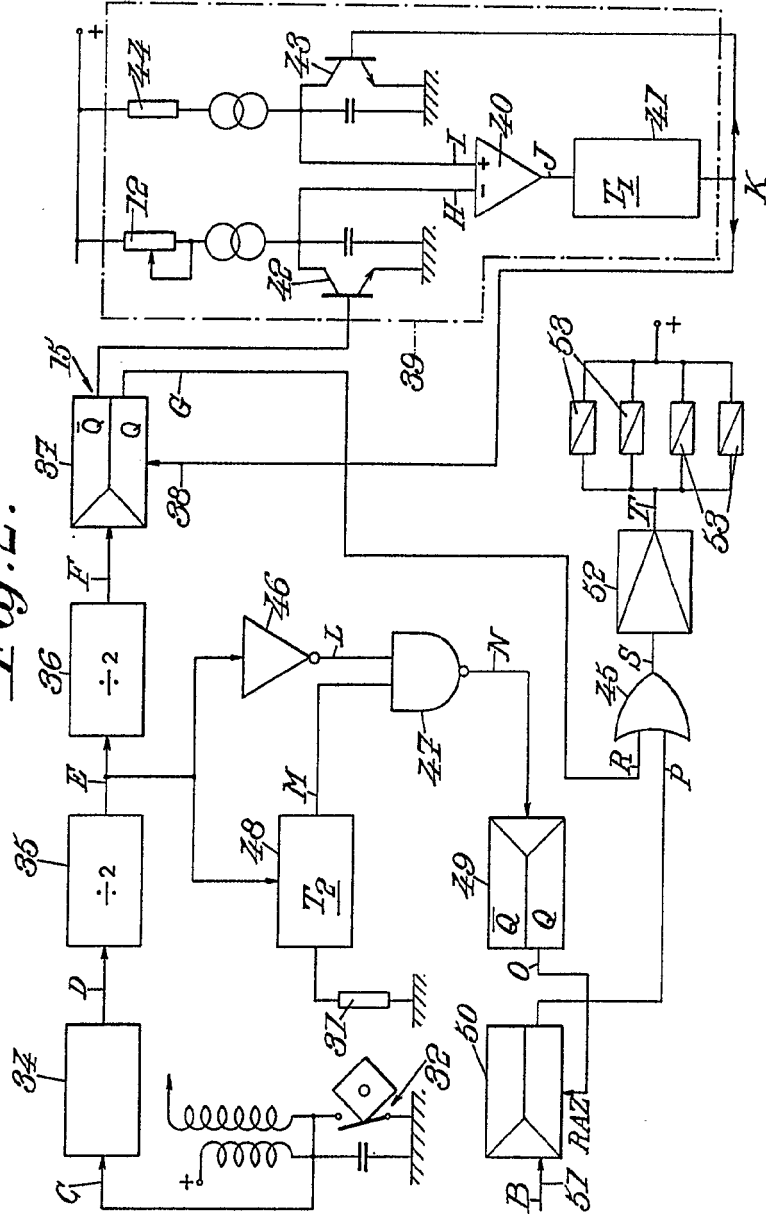 Fig. 2.
34
D
35
÷2
E
36
÷2
F
37
Q̄
Q
15
G
38
C
+
32
31
48
T2
M
46
L
47
N
49
Q̄
Q
O
50
RAZ
B
51
P
R
45
S
52
T
53
53
+
39
42
12
44
43
+
H
I
-
+
40
J
T1
41
K